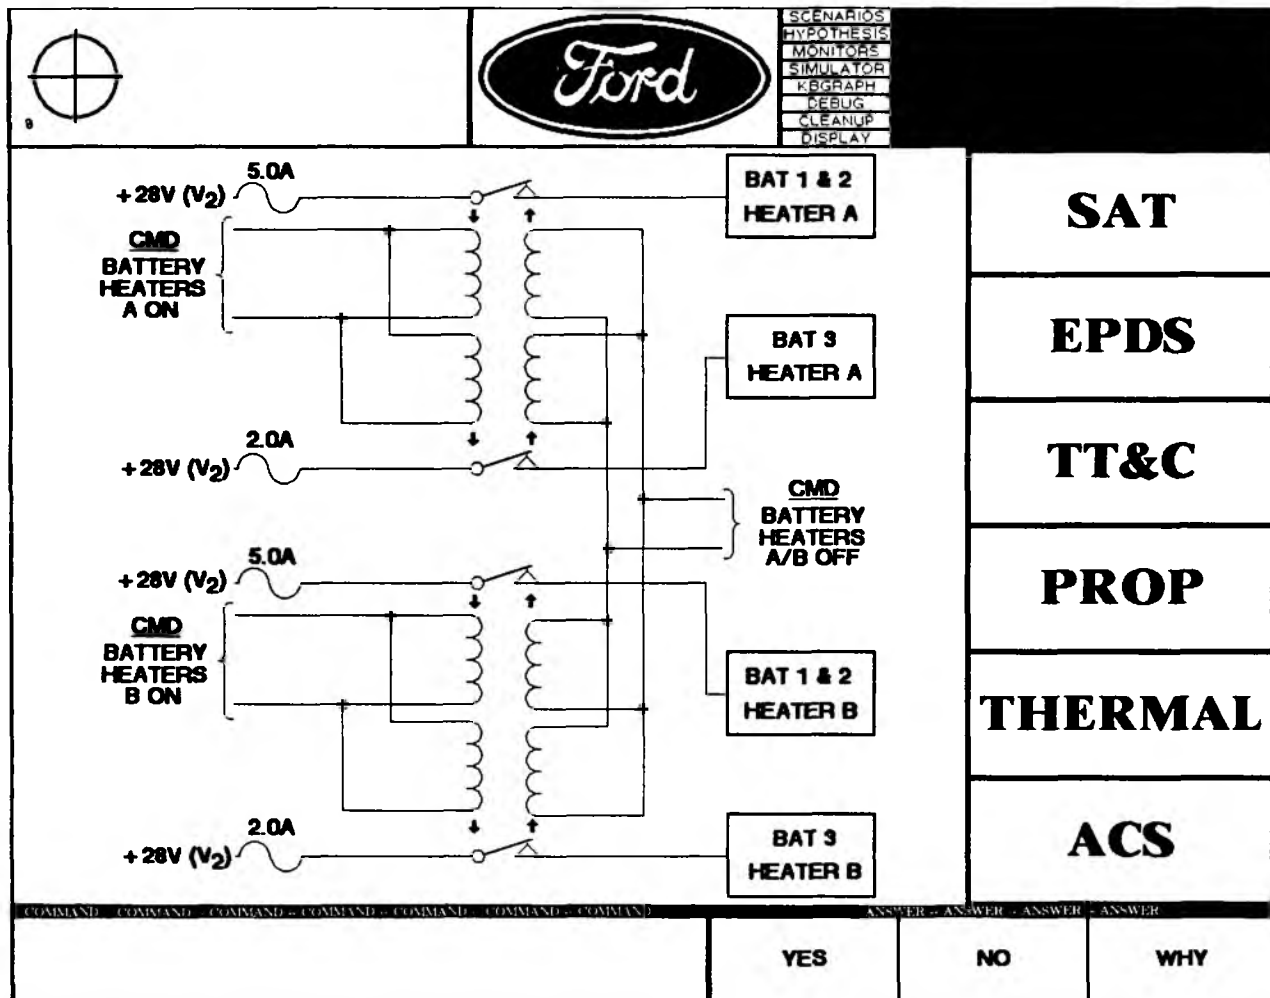 Ford
SCENARIOS
HYPOTHESIS
MONITORS
SIMULATOR
KBGRAPH
DEBUG
CLEANUP
DISPLAY
5.0A
+28V (V2)
CMD
BATTERY
HEATERS
A ON
BAT 1 & 2
HEATER A
BAT 3
HEATER A
2.0A
+28V (V2)
CMD
BATTERY
HEATERS
A/B OFF
5.0A
+28V (V2)
CMD
BATTERY
HEATERS
B ON
BAT 1 & 2
HEATER B
2.0A
+28V (V2)
BAT 3
HEATER B
SAT
EPDS
TT&C
PROP
THERMAL
ACS
COMMAND - COMMAND - COMMAND - COMMAND - COMMAND - COMMAND - COMMAND
ANSWER - ANSWER - ANSWER - ANSWER
YES
NO
WHY